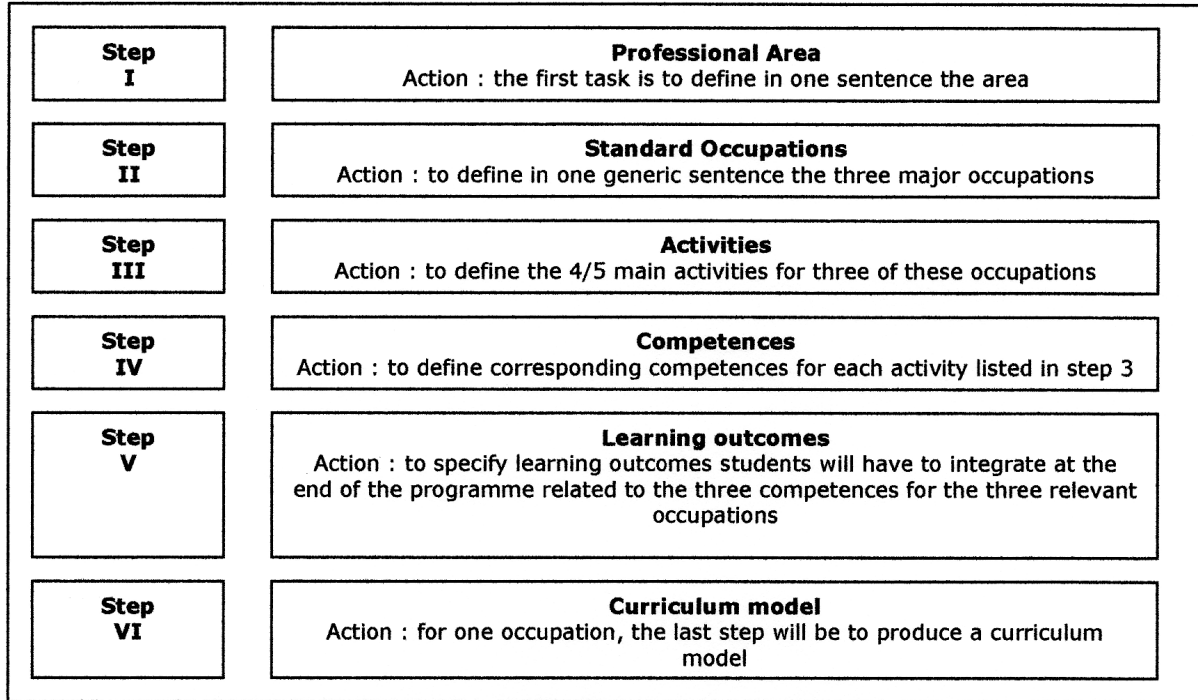 Step
I
Professional Area
Action : the first task is to define in one sentence the area
Step
II
Standard Occupations
Action : to define in one generic sentence the three major occupations
Step
III
Activities
Action : to define the 4/5 main activities for three of these occupations
Step
IV
Competences
Action : to define corresponding competences for each activity listed in step 3
Step
V
Learning outcomes
Action : to specify learning outcomes students will have to integrate at the
end of the programme related to the three competences for the three relevant
occupations
Step
VI
Curriculum model
Action : for one occupation, the last step will be to produce a curriculum
model